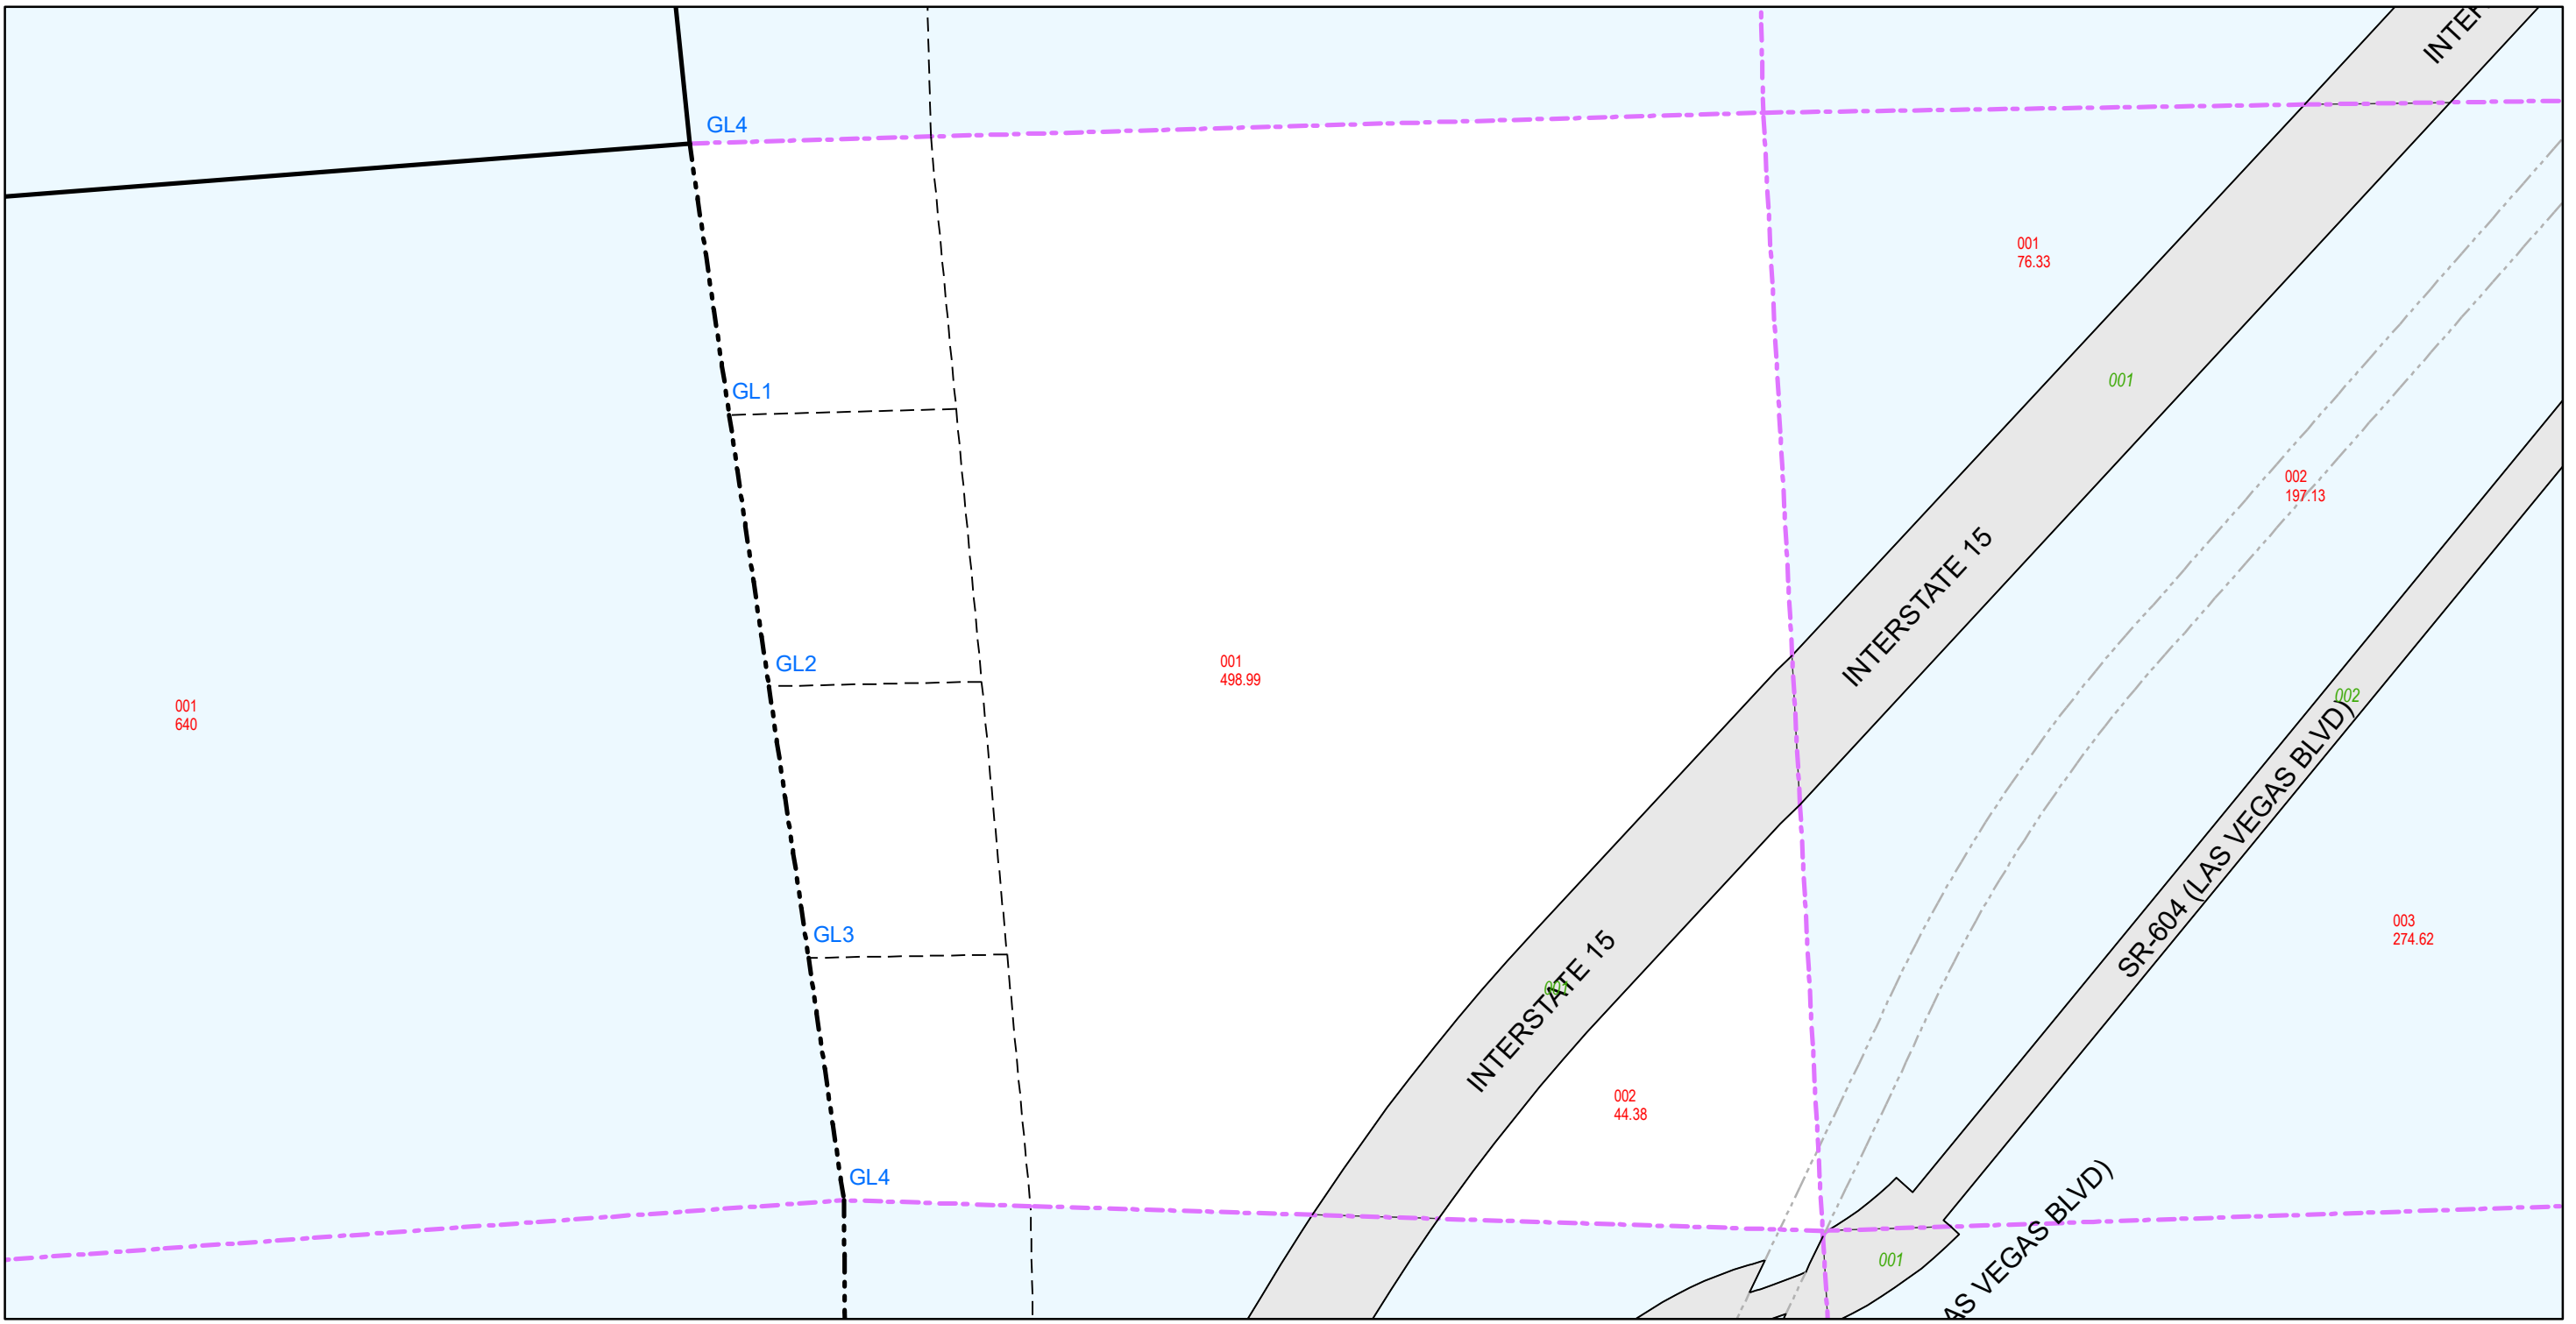 INTER
GL4
001
76.33
001
GL1
002
197.13
INTERSTATE 15
GL2
001
498.99
002
001
640
SR-604 (LAS VEGAS BLVD)
003
274.62
GL3
INTERSTATE 15
001
002
44.38
GL4
001
AS VEGAS BLVD)